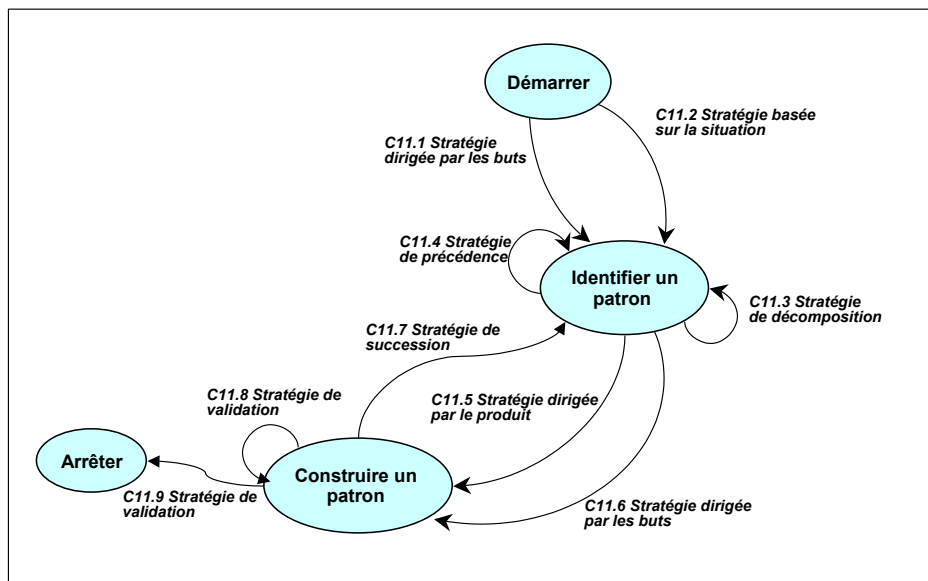 Démarrer
C11.2 Stratégie basée
sur la situation
C11.1 Stratégie
dirigée par les buts
C11.4 Stratégie
de précédence
Identifier un
patron
C11.3 Stratégie
de décomposition
C11.7 Stratégie de
succession
C11.8 Stratégie de
validation
C11.5 Stratégie dirigée
par le produit
Arrêter
Construire un
patron
C11.9 Stratégie de
validation
C11.6 Stratégie dirigée
par les buts